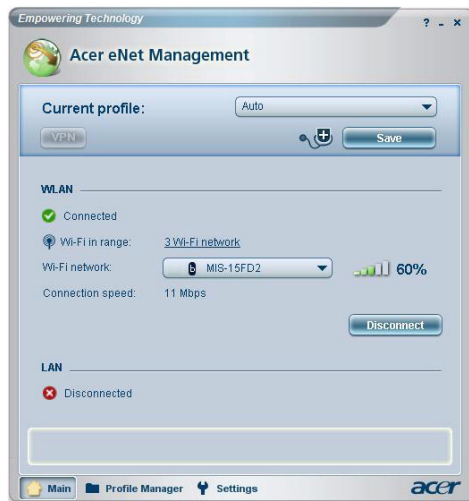 Empowering Technology
? - x
Acer eNet Management
Current profile: Auto
VPN Save
WLAN
Connected
Wi-Fi in range: 3 Wi-Fi network
Wi-Fi network: b MIS-15FD2 60%
Connection speed: 11 Mbps
Disconnect
LAN
Disconnected
Main Profile Manager Settings acer